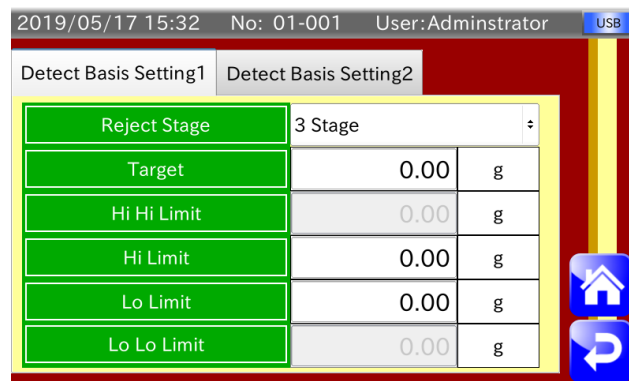 2019/05/17 15:32 No: 01-001 User:Adminstrator USB
Detect Basis Setting1 Detect Basis Setting2
Reject Stage 3 Stage
Target 0.00 g
Hi Hi Limit 0.00 g
Hi Limit 0.00 g
Lo Limit 0.00 g
Lo Lo Limit 0.00 g